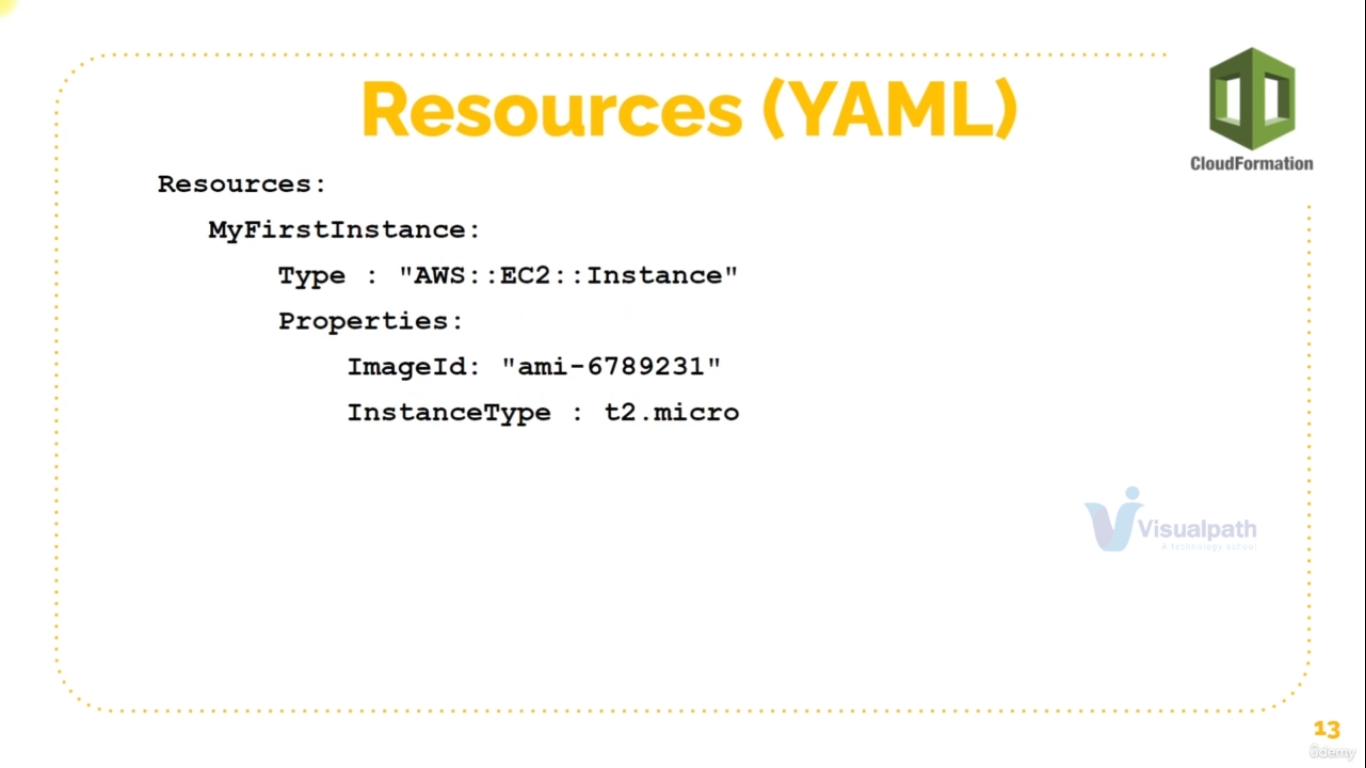 Resources (YAML)
CloudFormation
Resources:
MyFirstInstance:
Type : "AWS::EC2::Instance"
Properties:
ImageId: "ami-6789231"
InstanceType : t2.micro
Visualpath
A technology school
13
ûdemy